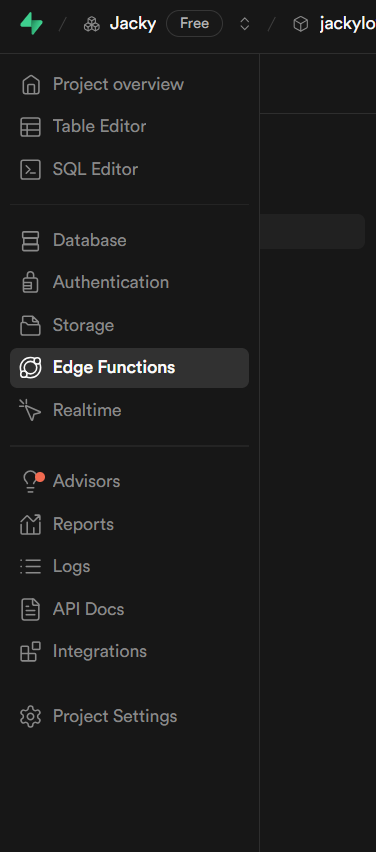 Jacky Free jackylo
Project overview
Table Editor
SQL Editor
Database
Authentication
Storage
Edge Functions
Realtime
Advisors
Reports
Logs
API Docs
Integrations
Project Settings